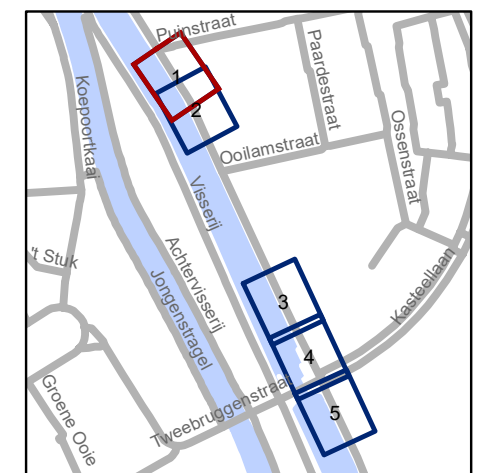 Puinstraat
1
2
Paardestraat
Koepoortkaai
Ossenstraat
Ooilamstraat
Visserij
't Stuk
Achtervisserij
Jongenstragel
Kasteellaan
3
4
Groene Ooie
Tweebruggenstraat
5